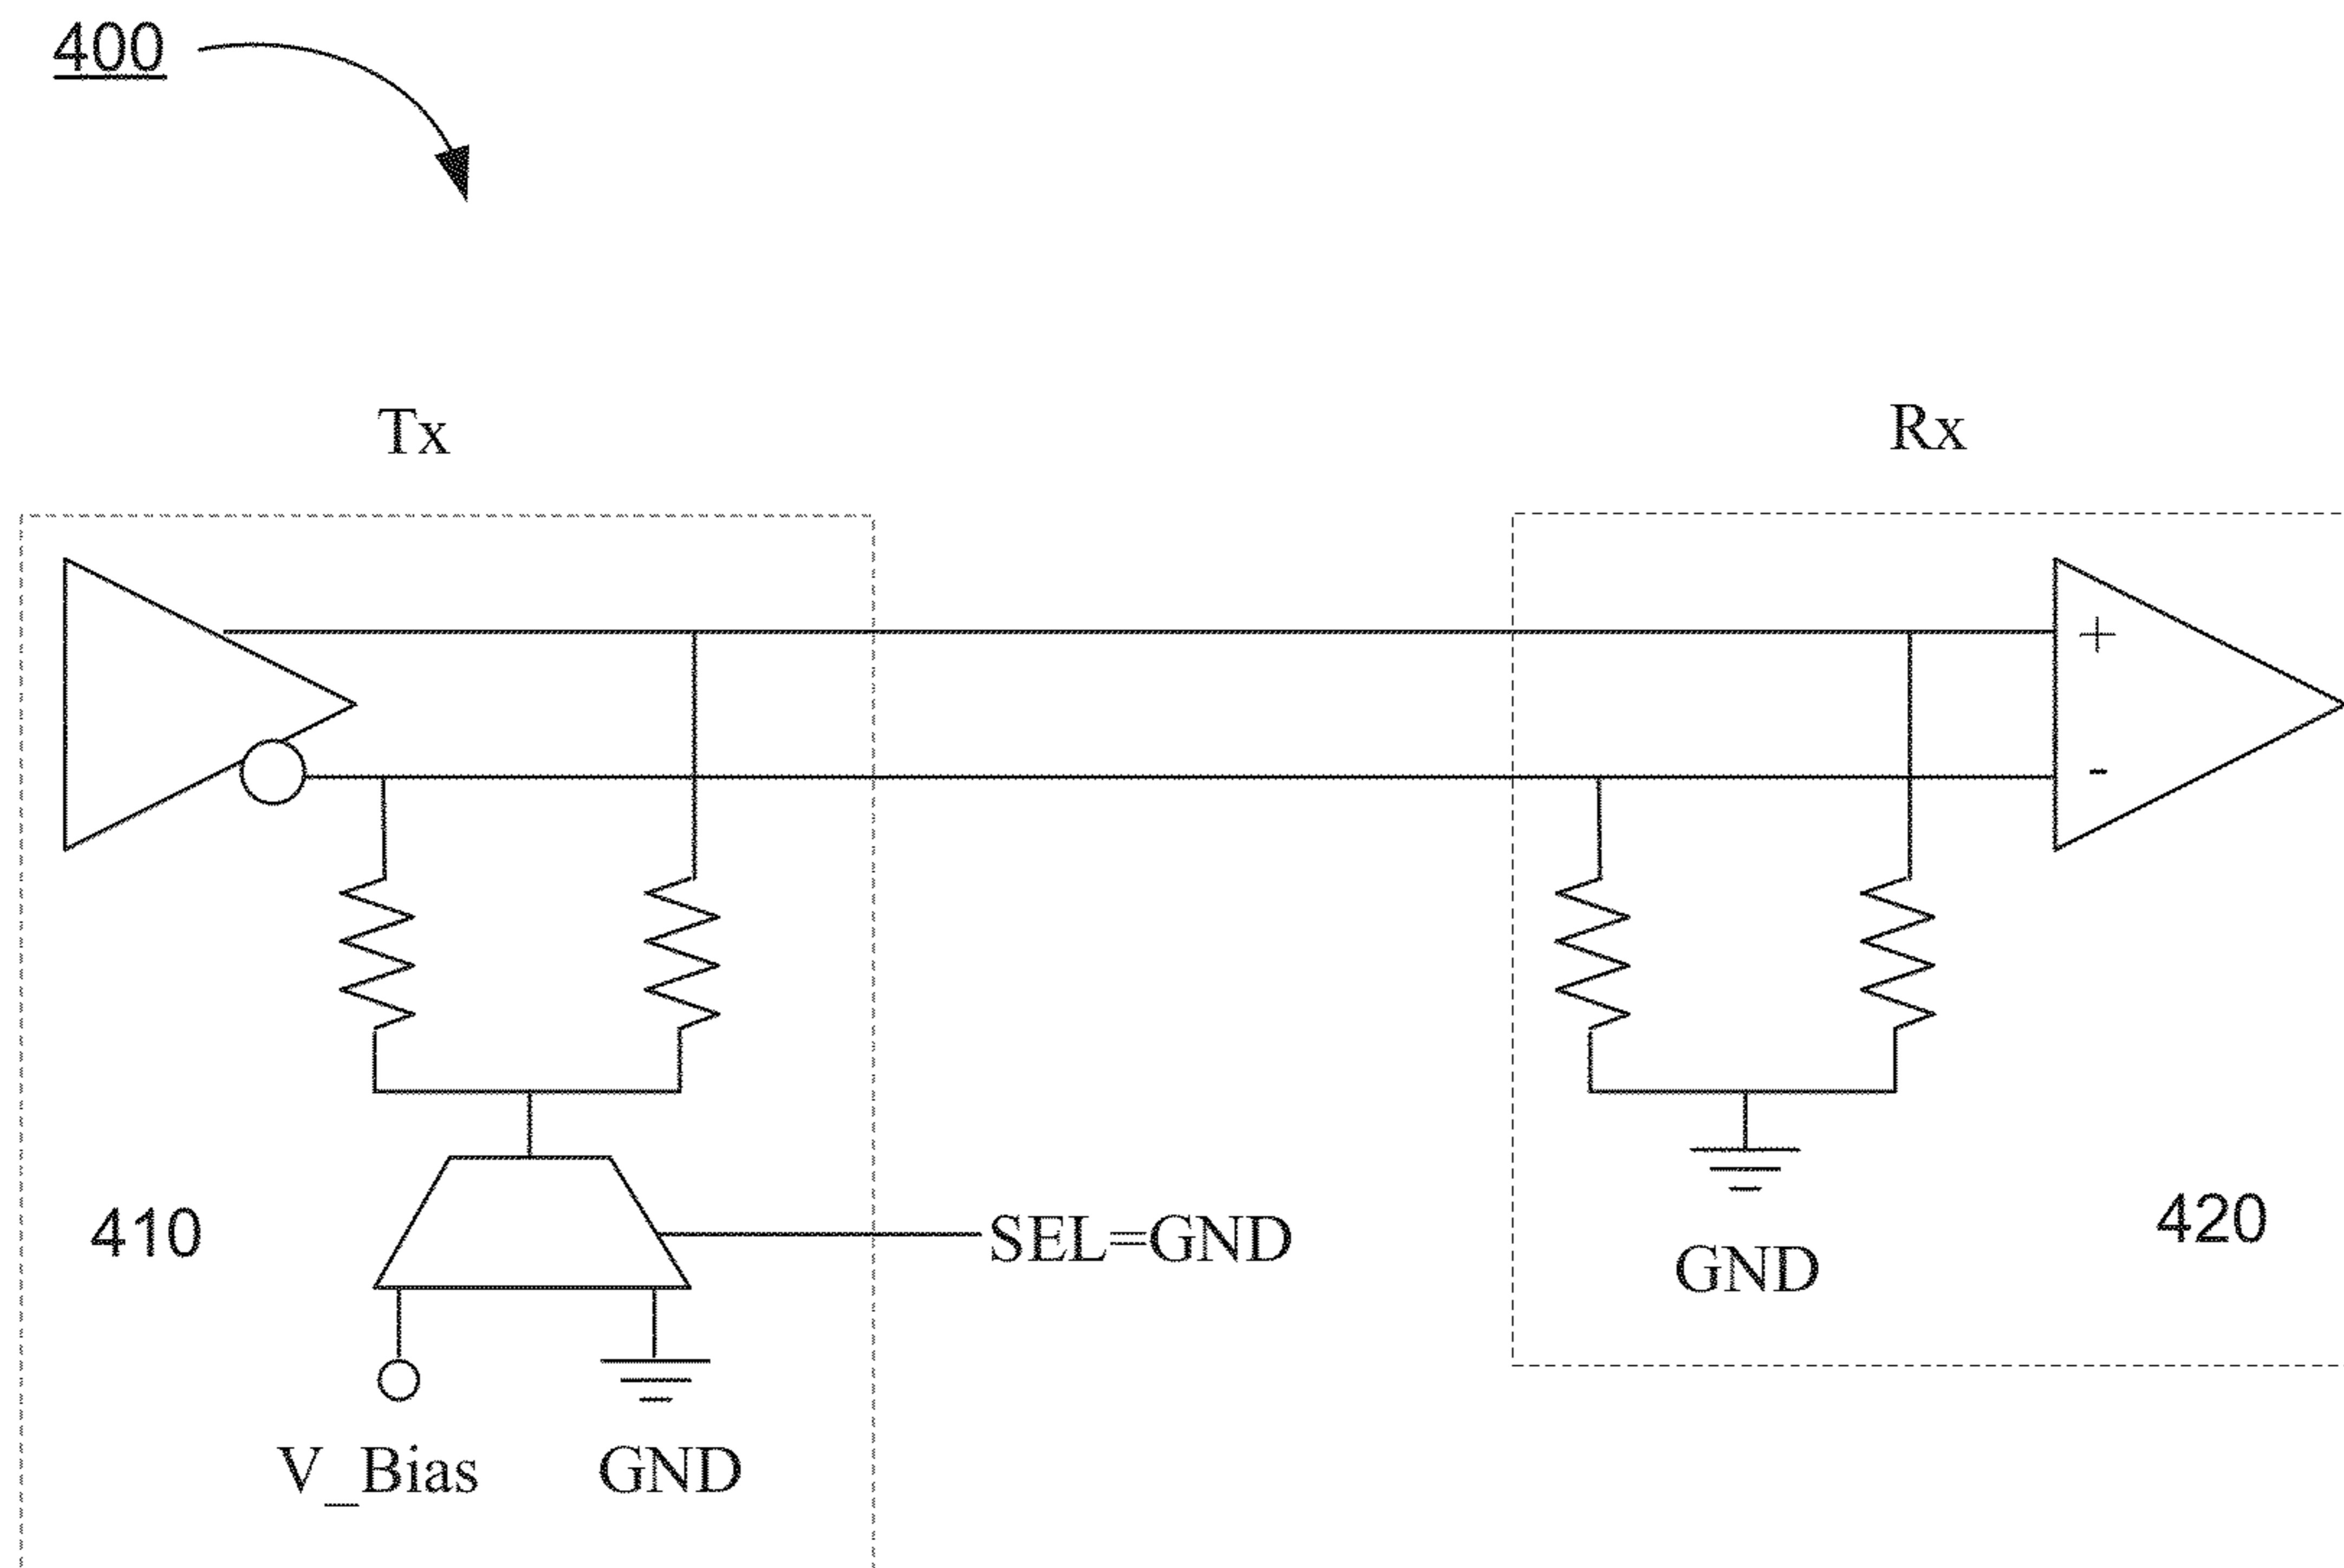 400
Tx
Rx
+
-
410
SEL=GND
GND
420
V_Bias
GND